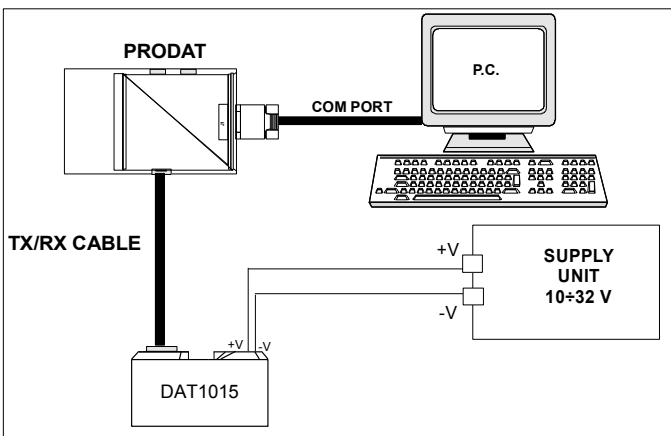 PRODAT
P.C.
COM PORT
TX/RX CABLE
+V
SUPPLY
UNIT
10÷32 V
-V
+V -V
DAT1015